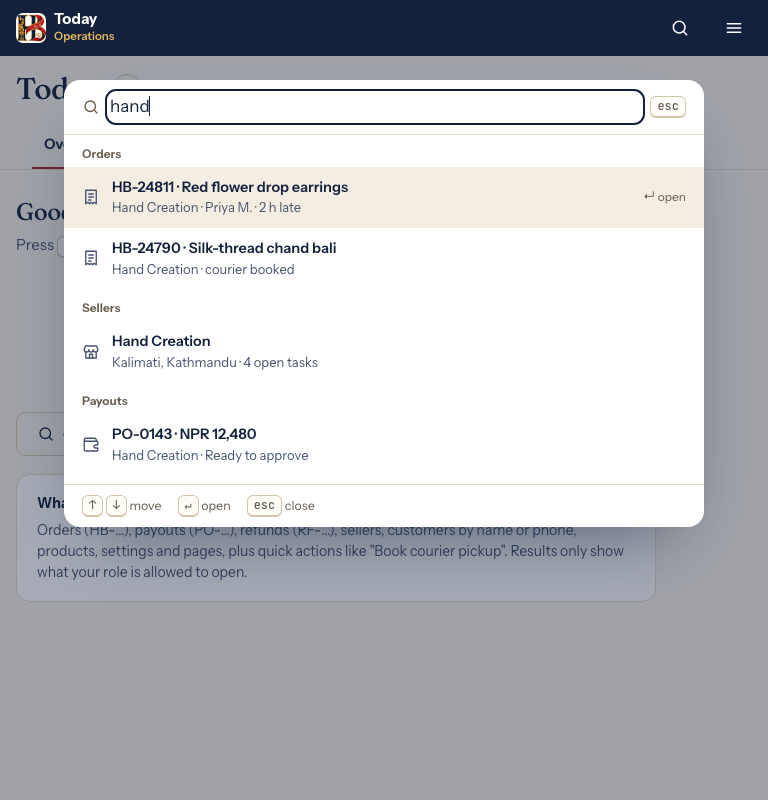 Today
Operations
Tod
hand
esc
Ov
Orders
HB-24811 · Red flower drop earrings
Hand Creation · Priya M. · 2 h late
↵ open
HB-24790 · Silk-thread chand bali
Hand Creation · courier booked
Good
Press
Sellers
Hand Creation
Kalimati, Kathmandu · 4 open tasks
Payouts
PO-0143 · NPR 12,480
Hand Creation · Ready to approve
↑ ↓ move ↵ open esc close
Wha
Orders (HB-...), payouts (PO-...), refunds (RF-...), sellers, customers by name or phone,
products, settings and pages, plus quick actions like "Book courier pickup". Results only show
what your role is allowed to open.